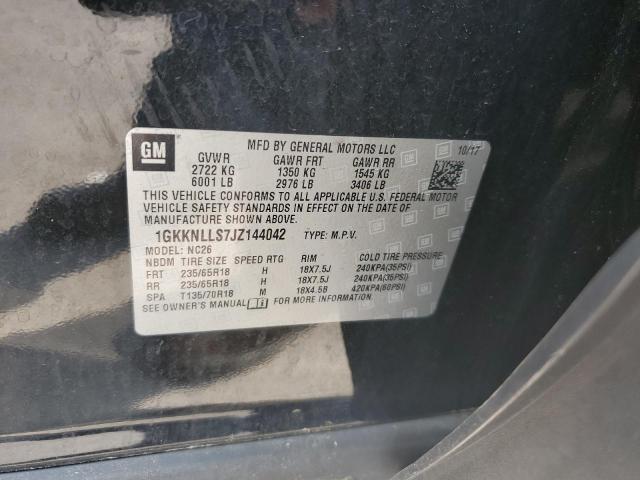 GM
MFD BY GENERAL MOTORS LLC
10/17
GVWR GAWR FRT GAWR RR
2722 KG 1350 KG 1545 KG
6001 LB 2976 LB 3406 LB
THIS VEHICLE CONFORMS TO ALL APPLICABLE U.S. FEDERAL MOTOR
VEHICLE SAFETY STANDARDS IN EFFECT ON THE DATE OF
MANUFACTURE SHOWN ABOVE.
1GKKNLLS7JZ144042 TYPE: M.P.V.
MODEL: NC26
NBDM TIRE SIZE SPEED RTG RIM COLD TIRE PRESSURE
FRT 235/65R18 H 18X7.5J 240KPA(35PSI)
RR 235/65R18 H 18X7.5J 240KPA(35PSI)
SPA T135/70R18 M 18X4.5B 420KPA(60PSI)
SEE OWNER'S MANUAL FOR MORE INFORMATION.